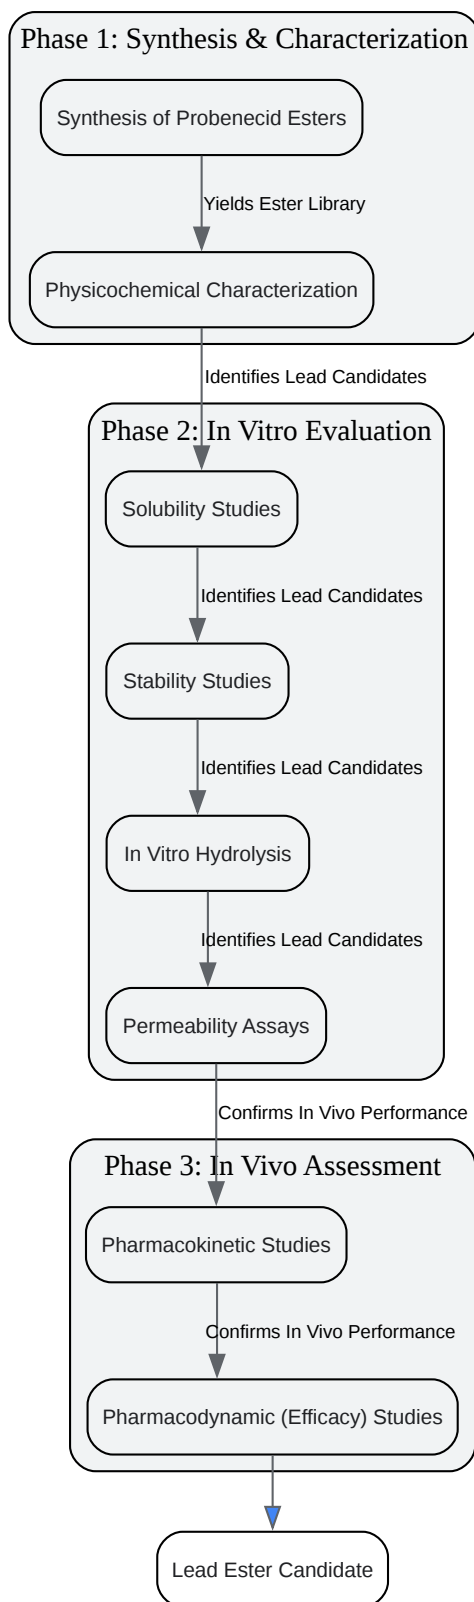 Phase 1: Synthesis & Characterization
Synthesis of Probenecid Esters
Yields Ester Library
Physicochemical Characterization
Identifies Lead Candidates
Phase 2: In Vitro Evaluation
Solubility Studies
Identifies Lead Candidates
Stability Studies
Identifies Lead Candidates
In Vitro Hydrolysis
Identifies Lead Candidates
Permeability Assays
Confirms In Vivo Performance
Phase 3: In Vivo Assessment
Pharmacokinetic Studies
Confirms In Vivo Performance
Pharmacodynamic (Efficacy) Studies
Lead Ester Candidate